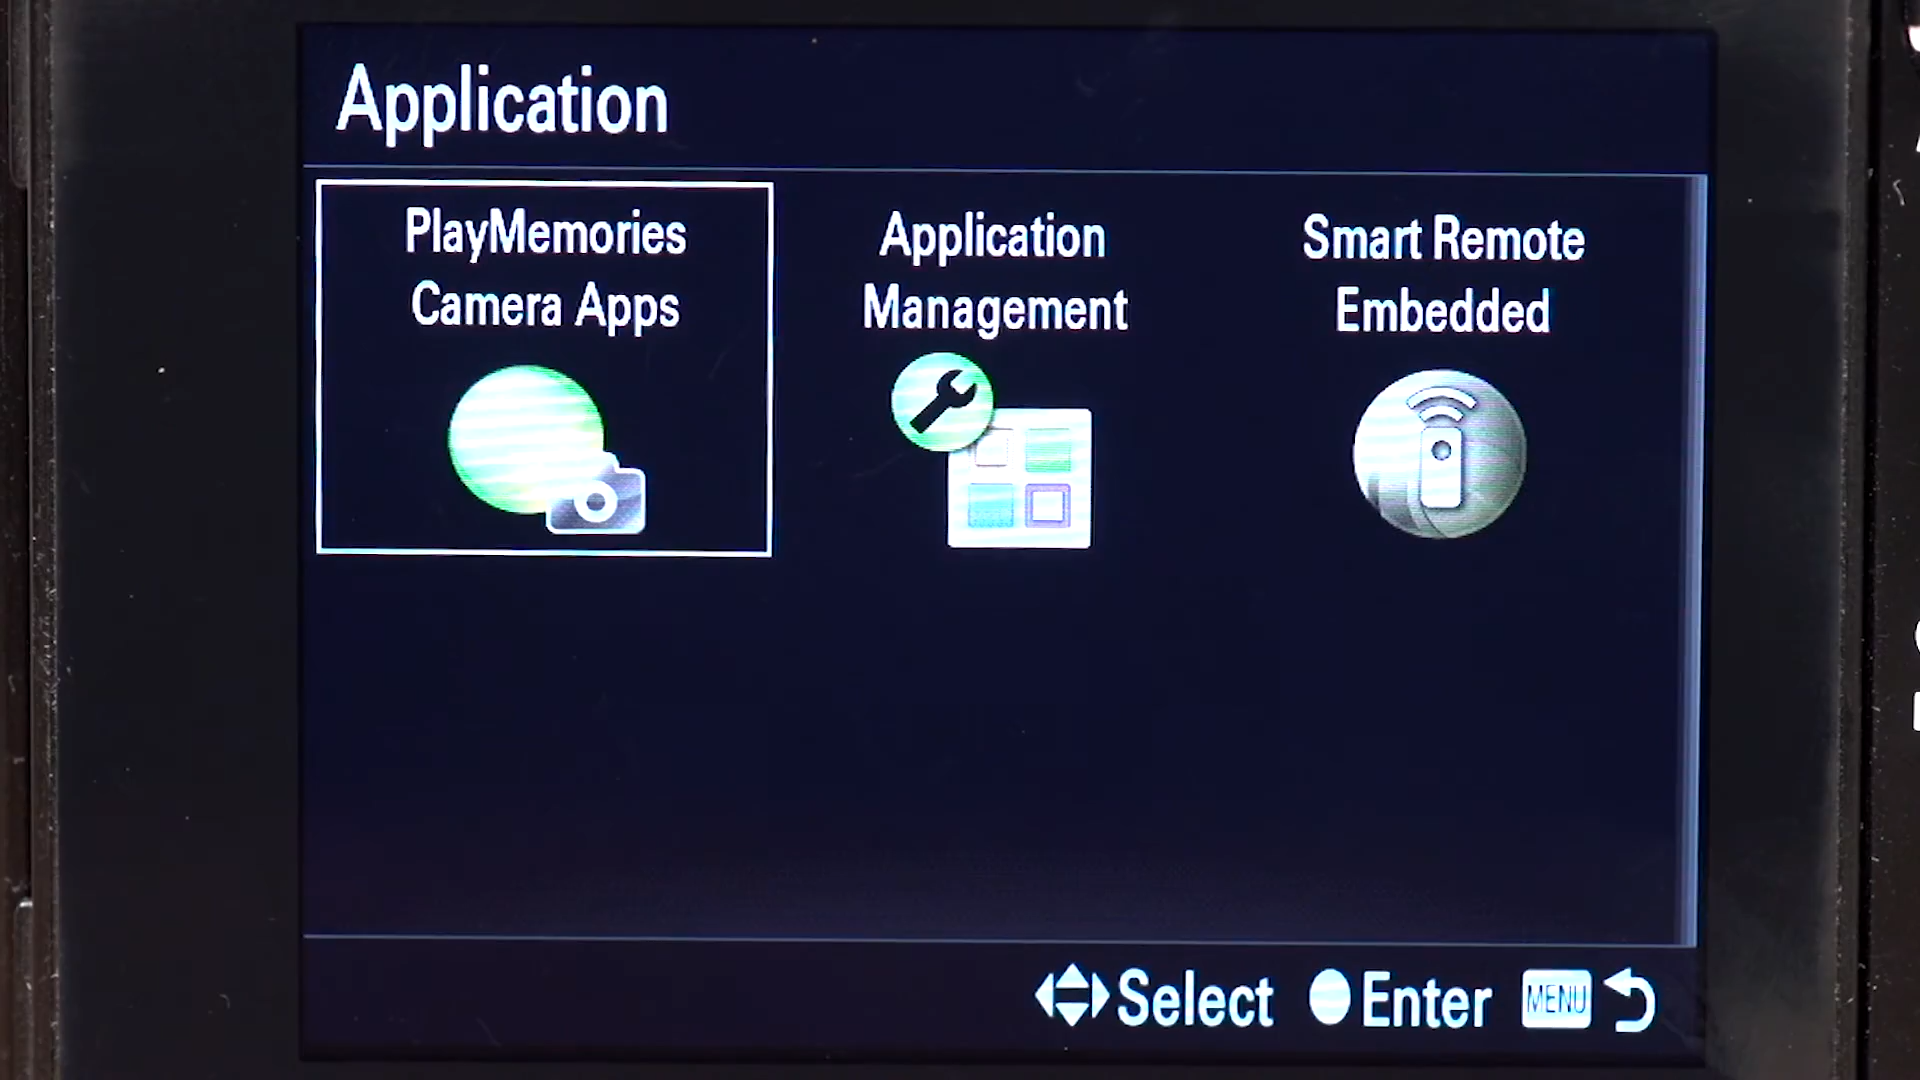 Application
PlayMemories
Camera Apps
Application
Management
Smart Remote
Embedded
Select Enter MENU